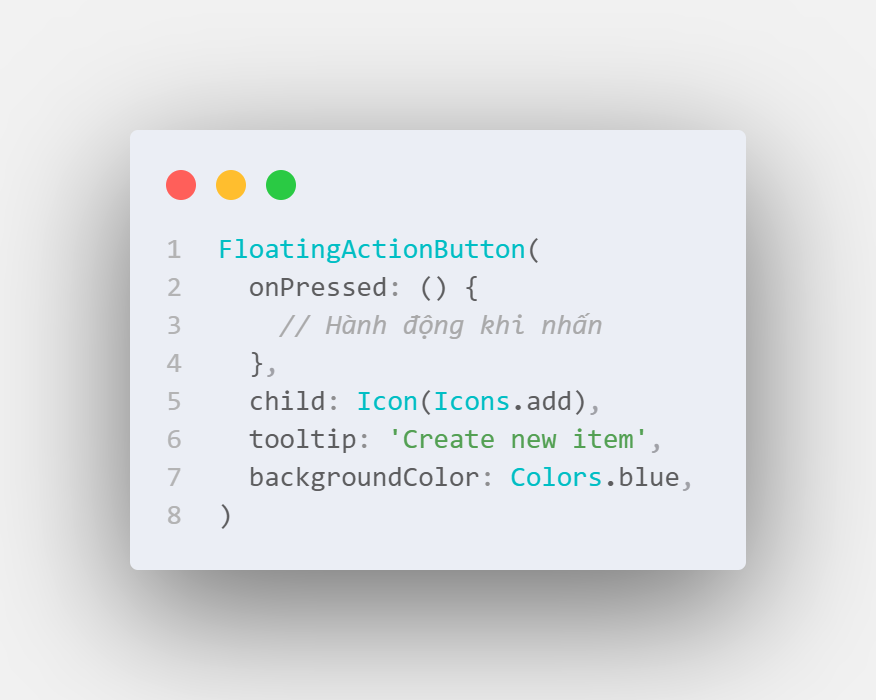 1 FloatingActionButton(
2   onPressed: () {
3     // Hành động khi nhấn
4   },
5   child: Icon(Icons.add),
6   tooltip: 'Create new item',
7   backgroundColor: Colors.blue,
8 )